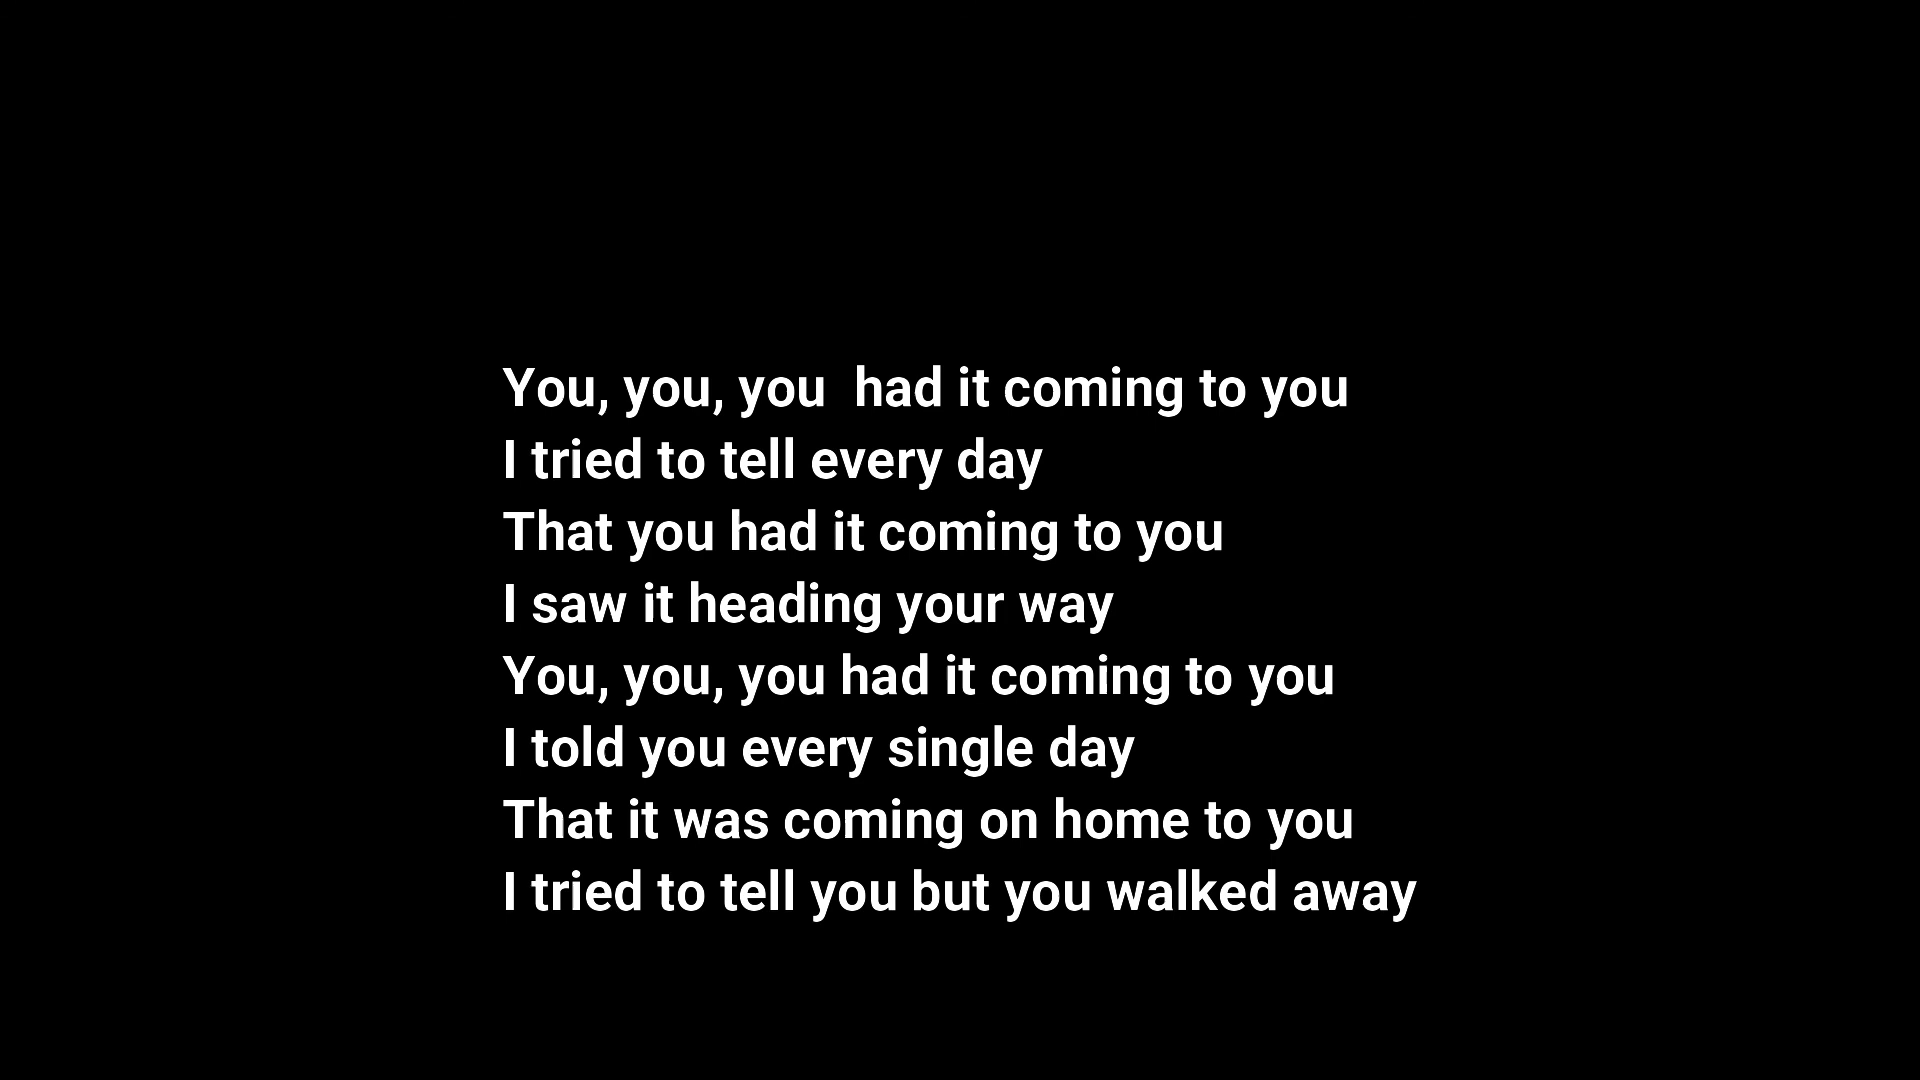 You, you, you  had it coming to you
I tried to tell every day
That you had it coming to you
I saw it heading your way
You, you, you had it coming to you
I told you every single day
That it was coming on home to you
I tried to tell you but you walked away